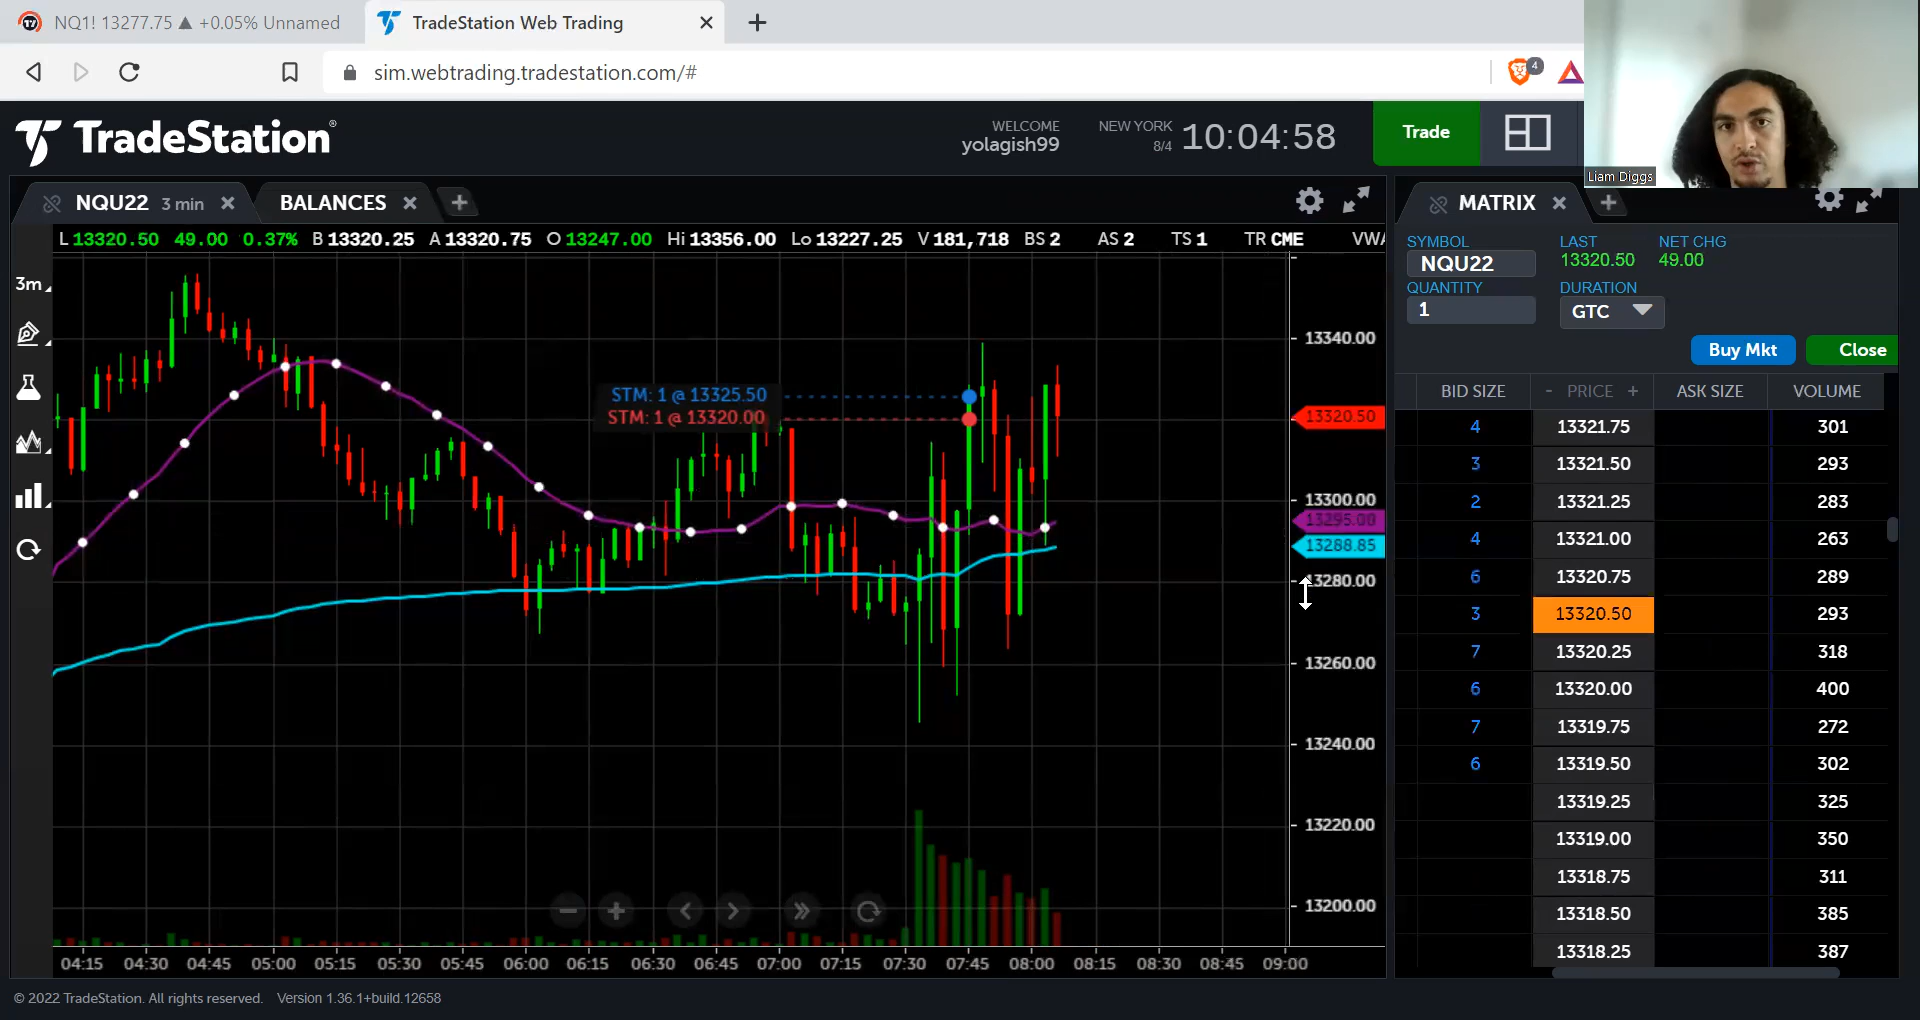 NQ1! 13277.75 ▲ +0.05% Unnamed
TradeStation Web Trading
sim.webtrading.tradestation.com/#
4
TradeStation
WELCOME
yolagish99
NEW YORK
8/4
10:04:58
Trade
Liam Diggs
NQU22 3 min
BALANCES
L 13320.50 49.00 0.37% B 13320.25 A 13320.75 O 13247.00 Hi 13356.00 Lo 13227.25 V 181,718 BS 2 AS 2 TS 1 TR CME VWA
3m
STM: 1 @ 13325.50
STM: 1 @ 13320.00
13340.00
13320.50
13300.00
13295.00
13288.85
13280.00
13260.00
13240.00
13220.00
13200.00
04:15 04:30 04:45 05:00 05:15 05:30 05:45 06:00 06:15 06:30 06:45 07:00 07:15 07:30 07:45 08:00 08:15 08:30 08:45 09:00
MATRIX
SYMBOL
NQU22
LAST
13320.50
NET CHG
49.00
QUANTITY
1
DURATION
GTC
Buy Mkt
Close
BID SIZE - PRICE + ASK SIZE VOLUME
4 13321.75 301
3 13321.50 293
2 13321.25 283
4 13321.00 263
6 13320.75 289
3 13320.50 293
7 13320.25 318
6 13320.00 400
7 13319.75 272
6 13319.50 302
13319.25 325
13319.00 350
13318.75 311
13318.50 385
13318.25 387
© 2022 TradeStation. All rights reserved. Version 1.36.1+build.12658